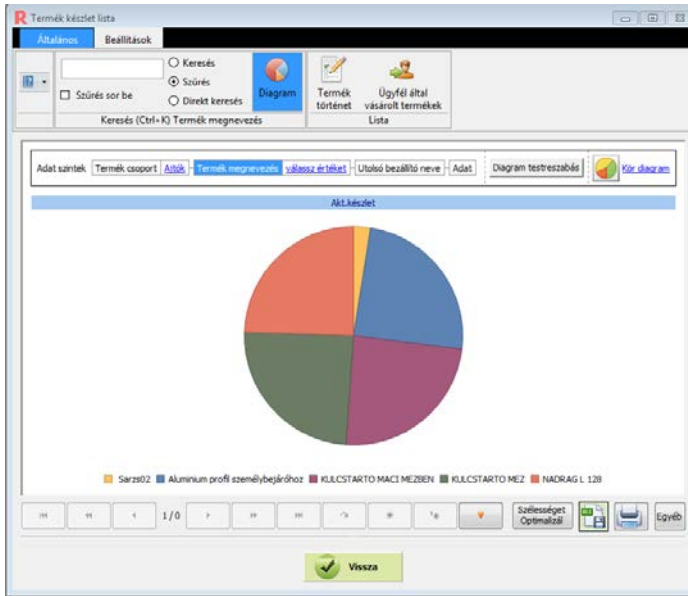 Termék készlet lista
Általános Beállítások
Keresés
Szűrés
Szűrés sor be
Direkt keresés
Diagram
Termék történet
Ügyfél által vásárolt termékek
Keresés (Ctrl+K) Termék megnevezés
Lista
Adat szintek Termék csoport Ajtók Termék megnevezés válassz értéket Utolsó bezállító neve Adat Diagram testreszabás Kör diagram
Akt.készlet
Sarzs02 Aluminium profil személybejáróhoz KULCSTARTO MACI MEZBEN KULCSTARTO MEZ NADRAG L 128
1/0
Szélességet Optimalizál
Egyéb
Vissza